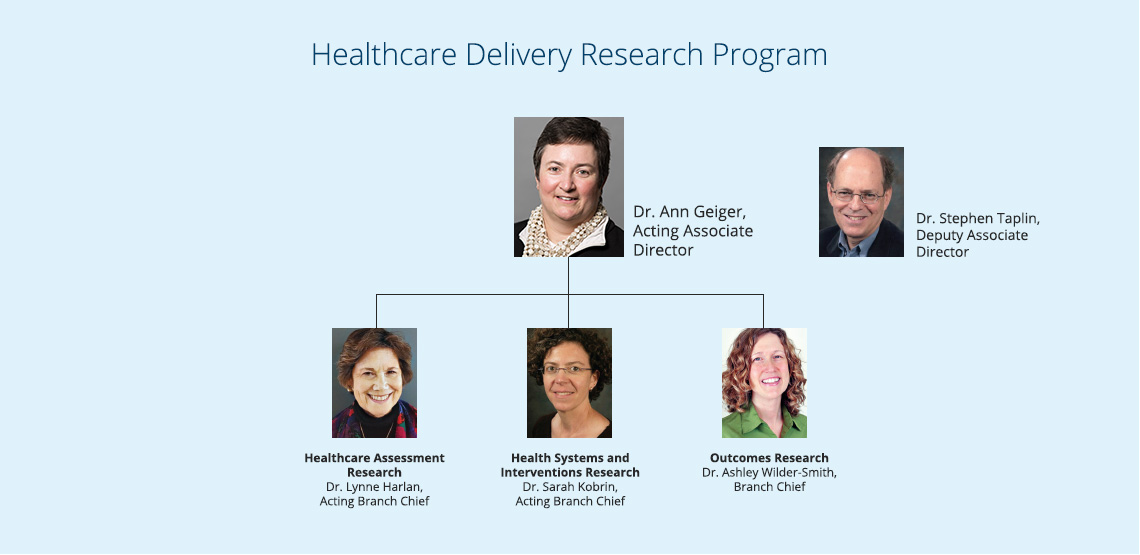 Healthcare Delivery Research Program
Dr. Ann Geiger,
Acting Associate
Director
Dr. Stephen Taplin,
Deputy Associate
Director
Healthcare Assessment
Research
Dr. Lynne Harlan,
Acting Branch Chief
Health Systems and
Interventions Research
Dr. Sarah Kobrin,
Acting Branch Chief
Outcomes Research
Dr. Ashley Wilder-Smith,
Branch Chief